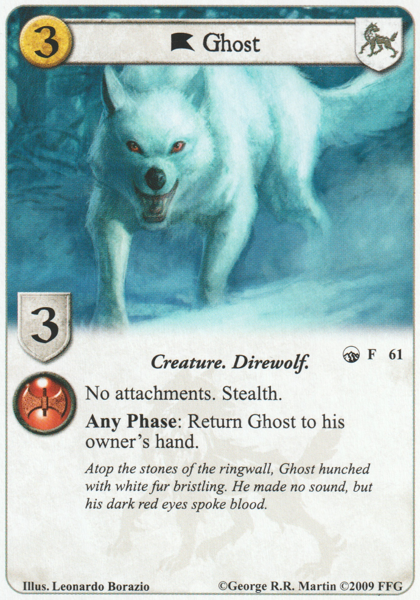 3
Ghost
3
Creature. Direwolf.
F 61
No attachments. Stealth.
Any Phase: Return Ghost to his
owner's hand.
Atop the stones of the ringwall, Ghost hunched
with white fur bristling. He made no sound, but
his dark red eyes spoke blood.
Illus. Leonardo Borazio
©George R.R. Martin ©2009 FFG